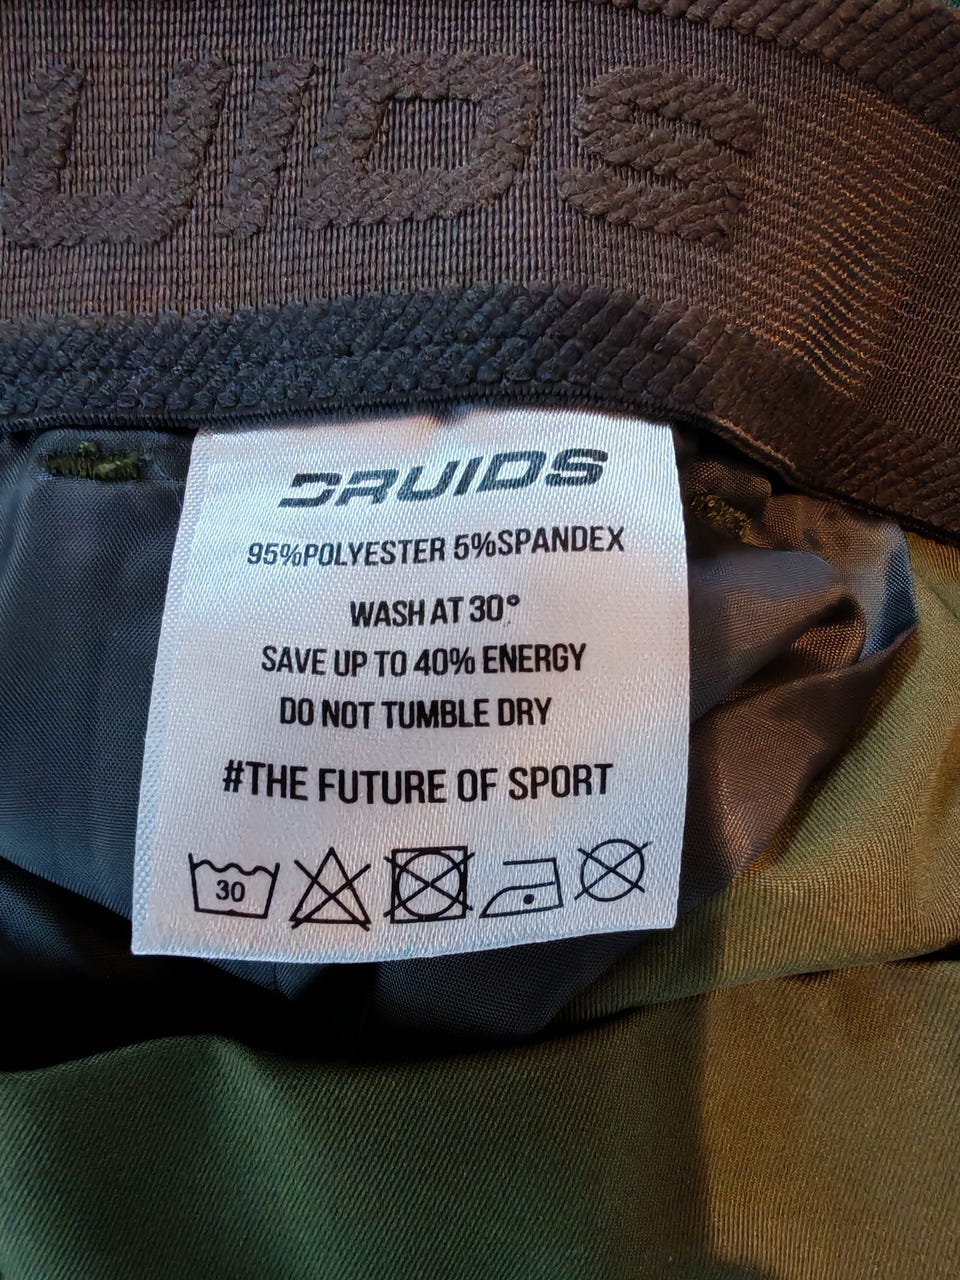 UIDS
DRUIDS
95%POLYESTER 5%SPANDEX
WASH AT 30°
SAVE UP TO 40% ENERGY
DO NOT TUMBLE DRY
#THE FUTURE OF SPORT
30